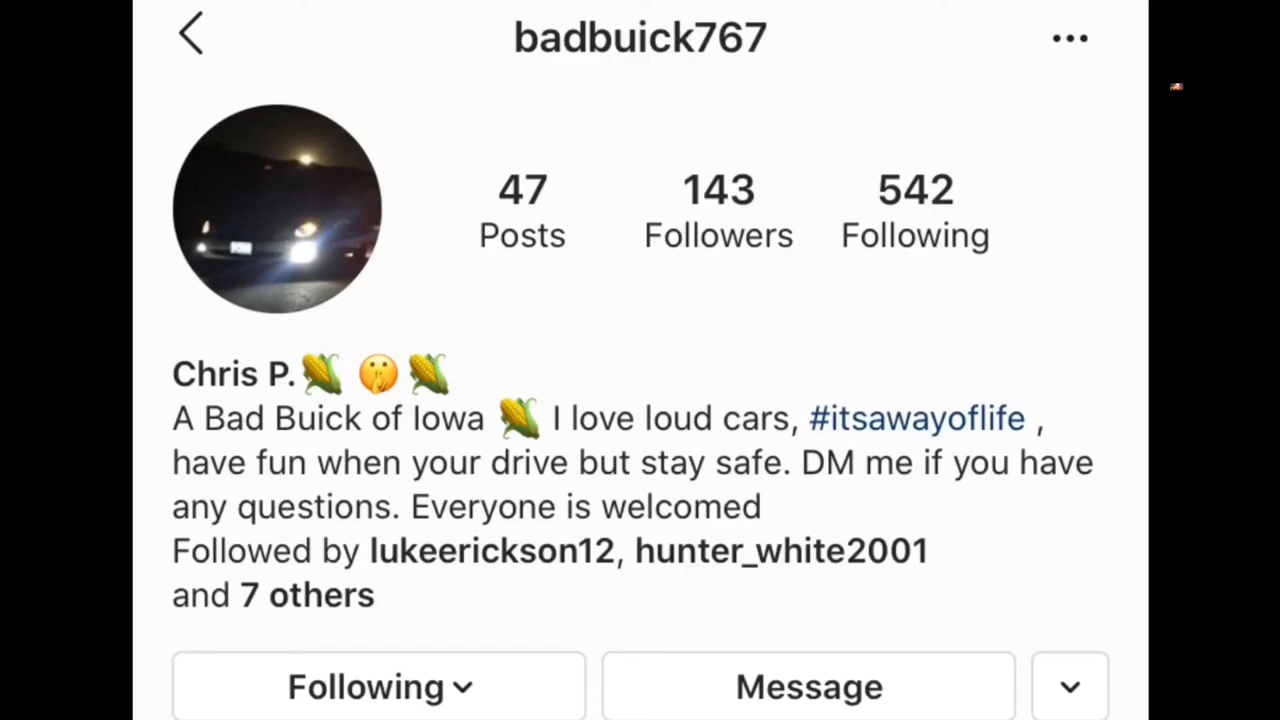 badbuick767
47 143 542
Posts Followers Following
Chris P.🌽 🤫 🌽
A Bad Buick of Iowa 🌽 I love loud cars, #itsawayoflife ,
have fun when your drive but stay safe. DM me if you have
any questions. Everyone is welcomed
Followed by lukeerickson12, hunter_white2001
and 7 others
Following Message